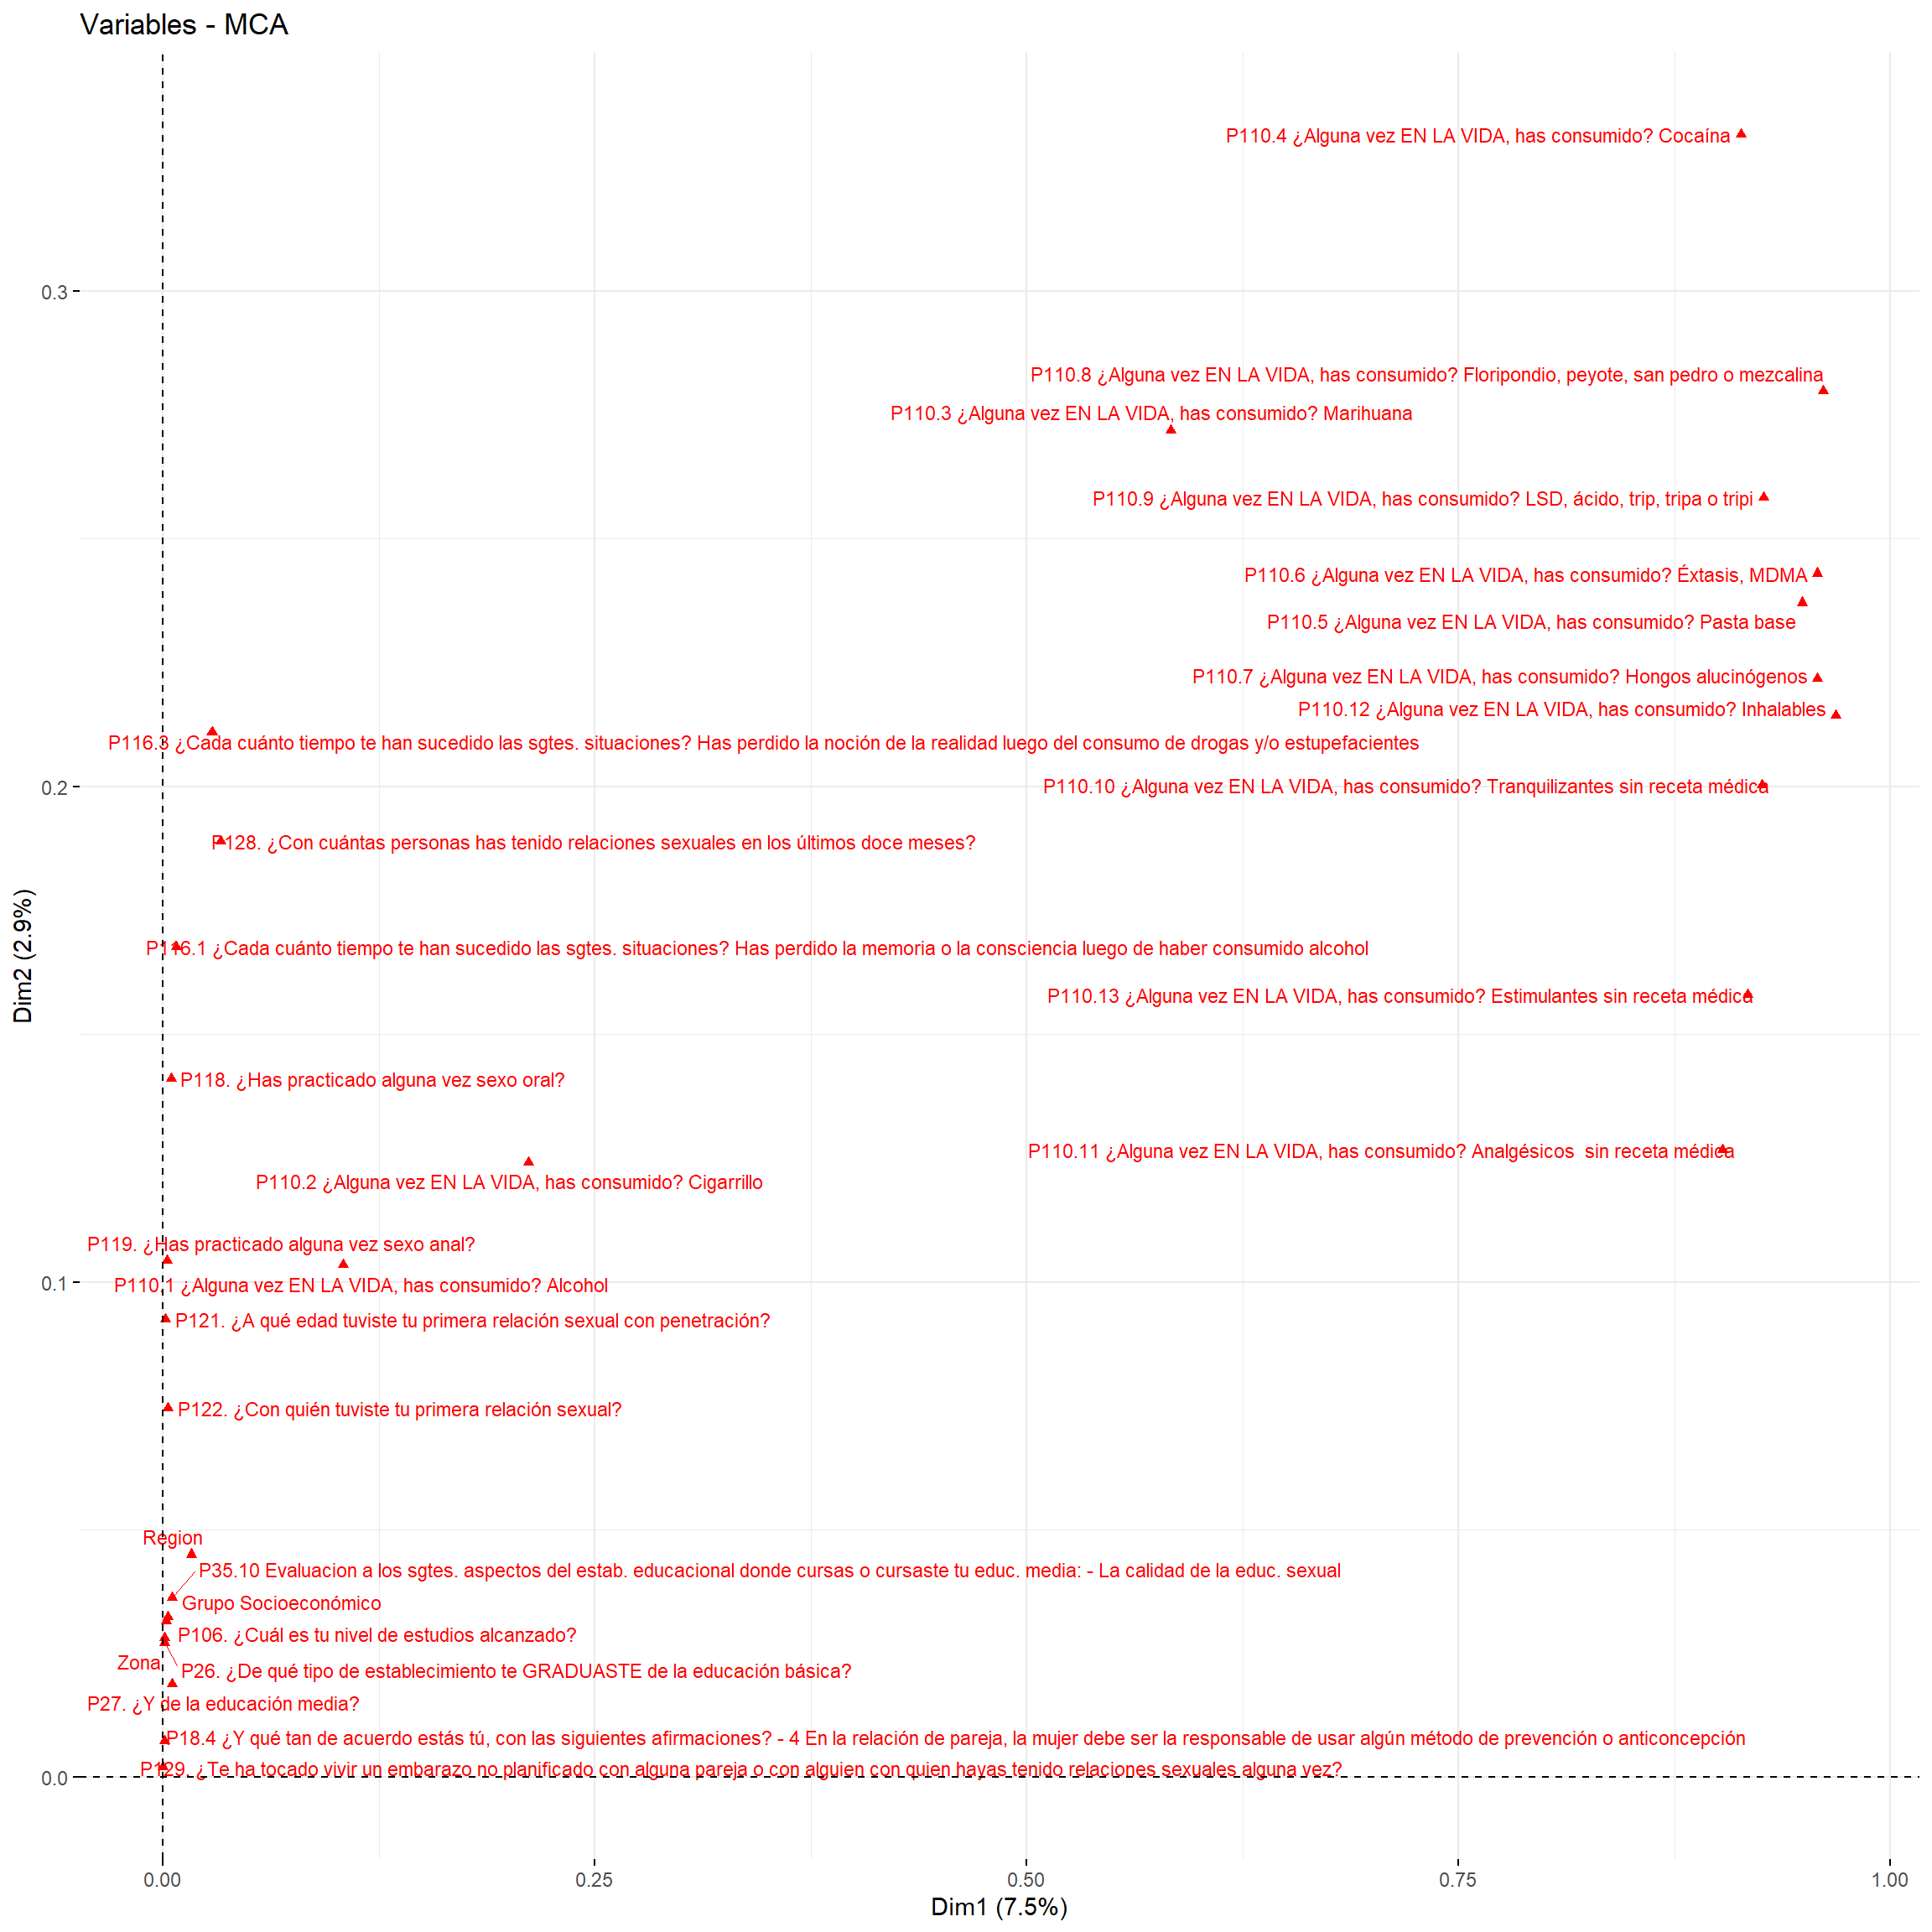 Variables - MCA
P110.4 ¿Alguna vez EN LA VIDA, has consumido? Cocaína
0.3
P110.8 ¿Alguna vez EN LA VIDA, has consumido? Floripondio, peyote, san pedro o mezcalina
P110.3 ¿Alguna vez EN LA VIDA, has consumido? Marihuana
P110.9 ¿Alguna vez EN LA VIDA, has consumido? LSD, ácido, trip, tripa o tripi
P110.6 ¿Alguna vez EN LA VIDA, has consumido? Éxtasis, MDMA
P110.5 ¿Alguna vez EN LA VIDA, has consumido? Pasta base
P110.7 ¿Alguna vez EN LA VIDA, has consumido? Hongos alucinógenos
P110.12 ¿Alguna vez EN LA VIDA, has consumido? Inhalables
P116.3 ¿Cada cuánto tiempo te han sucedido las sgtes. situaciones? Has perdido la noción de la realidad luego del consumo de drogas y/o estupefacientes
0.2
P110.10 ¿Alguna vez EN LA VIDA, has consumido? Tranquilizantes sin receta médica
P128. ¿Con cuántas personas has tenido relaciones sexuales en los últimos doce meses?
P116.1 ¿Cada cuánto tiempo te han sucedido las sgtes. situaciones? Has perdido la memoria o la consciencia luego de haber consumido alcohol
Dim2 (2.9%)
P110.13 ¿Alguna vez EN LA VIDA, has consumido? Estimulantes sin receta médica
P118. ¿Has practicado alguna vez sexo oral?
P110.11 ¿Alguna vez EN LA VIDA, has consumido? Analgésicos  sin receta médica
P110.2 ¿Alguna vez EN LA VIDA, has consumido? Cigarrillo
P119. ¿Has practicado alguna vez sexo anal?
0.1
P110.1 ¿Alguna vez EN LA VIDA, has consumido? Alcohol
P121. ¿A qué edad tuviste tu primera relación sexual con penetración?
P122. ¿Con quién tuviste tu primera relación sexual?
Region
P35.10 Evaluacion a los sgtes. aspectos del estab. educacional donde cursas o cursaste tu educ. media: - La calidad de la educ. sexual
Grupo Socioeconómico
P106. ¿Cuál es tu nivel de estudios alcanzado?
Zona
P26. ¿De qué tipo de establecimiento te GRADUASTE de la educación básica?
P27. ¿Y de la educación media?
P18.4 ¿Y qué tan de acuerdo estás tú, con las siguientes afirmaciones? - 4 En la relación de pareja, la mujer debe ser la responsable de usar algún método de prevención o anticoncepción
P129. ¿Te ha tocado vivir un embarazo no planificado con alguna pareja o con alguien con quien hayas tenido relaciones sexuales alguna vez?
0.0
0.00 0.25 0.50 0.75 1.00
Dim1 (7.5%)